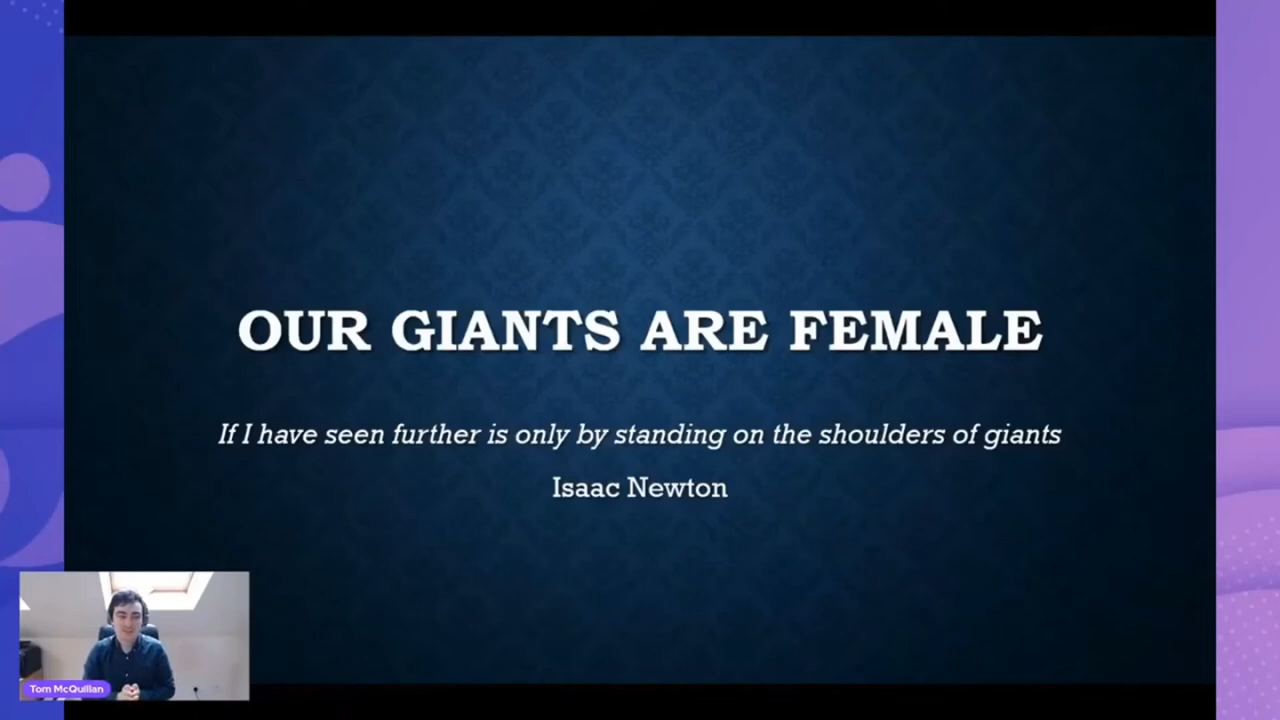 OUR GIANTS ARE FEMALE
If I have seen further is only by standing on the shoulders of giants
Isaac Newton
Tom McQuillan